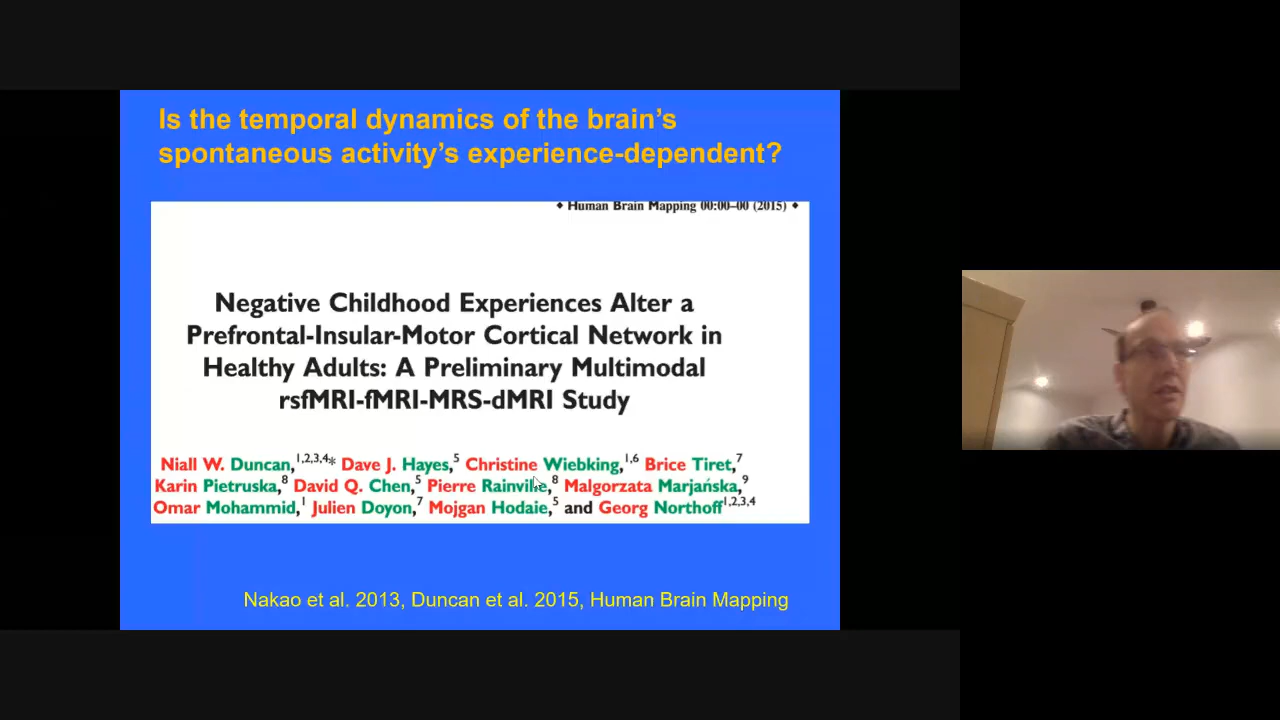 Is the temporal dynamics of the brain's
spontaneous activity's experience-dependent?
♦ Human Brain Mapping 00:00–00 (2015) ♦
Negative Childhood Experiences Alter a
Prefrontal-Insular-Motor Cortical Network in
Healthy Adults: A Preliminary Multimodal
rsfMRI-fMRI-MRS-dMRI Study
Niall W. Duncan,1,2,3,4* Dave J. Hayes,5 Christine Wiebking,1,6 Brice Tiret,7
Karin Pietruska,8 David Q. Chen,5 Pierre Rainville,8 Malgorzata Marjańska,9
Omar Mohammid,1 Julien Doyon,7 Mojgan Hodaie,5 and Georg Northoff1,2,3,4
Nakao et al. 2013, Duncan et al. 2015, Human Brain Mapping